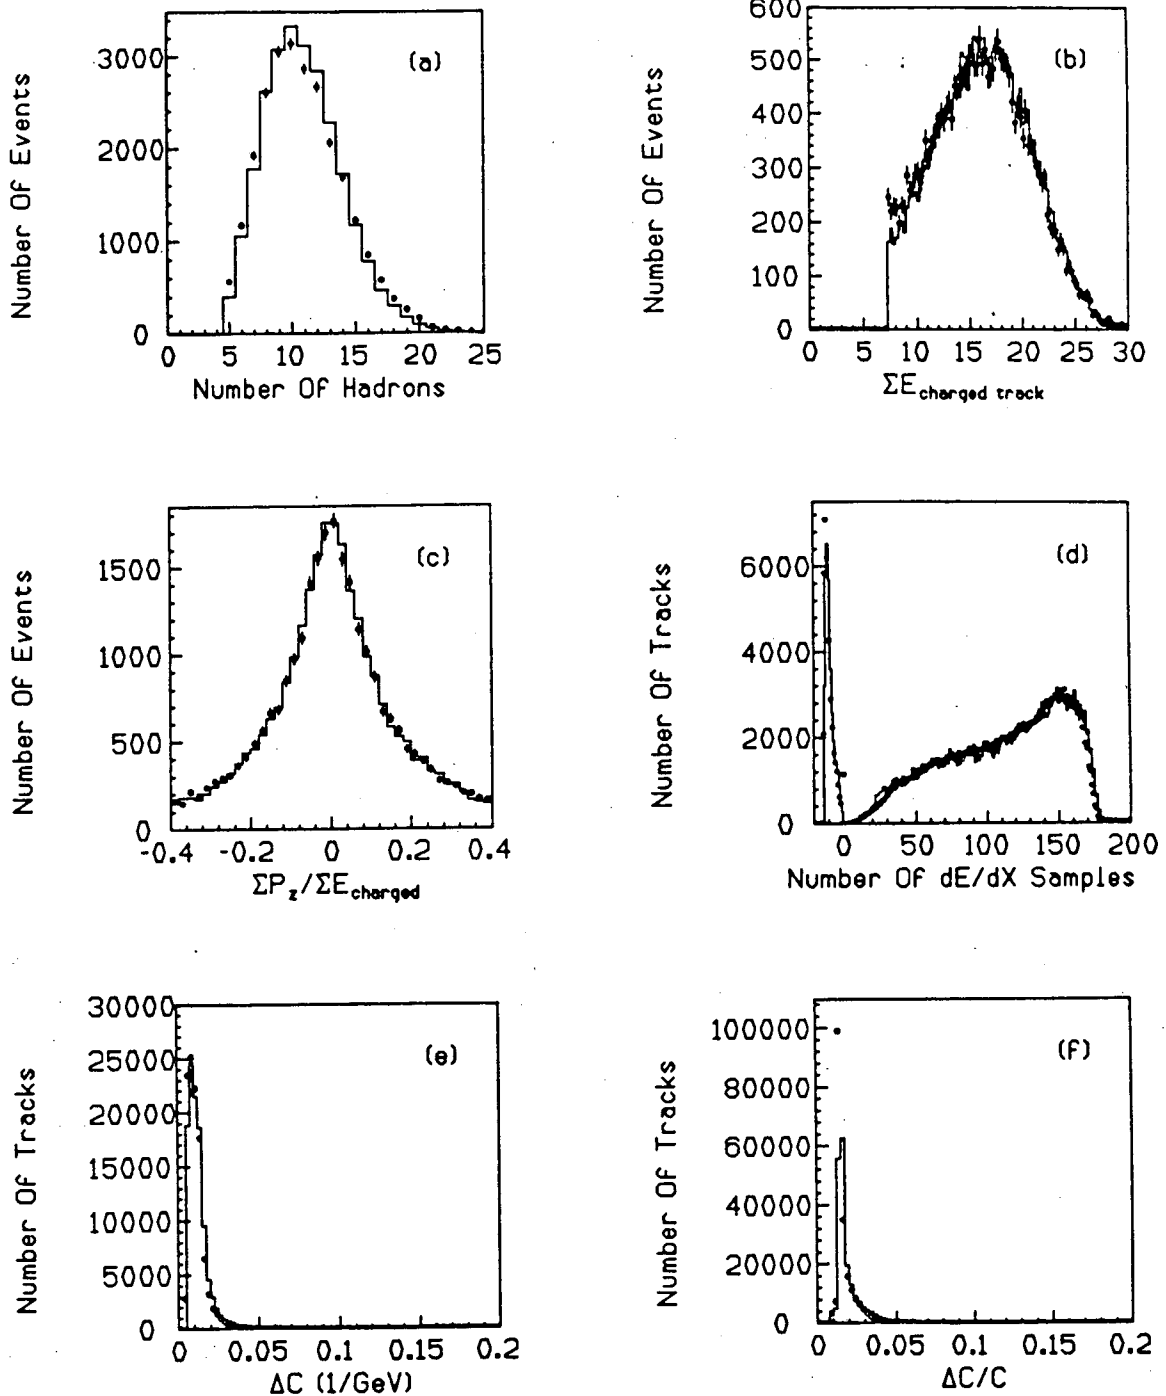 (a)
Number Of Events
3000
2000
1000
0
0 5 10 15 20 25
Number Of Hadrons
(b)
Number Of Events
600
500
400
300
200
100
0
0 5 10 15 20 25 30
ΣE charged track
(c)
Number Of Events
1500
1000
500
0
-0.4 -0.2 0 0.2 0.4
ΣP z /ΣE charged
(d)
Number Of Tracks
6000
4000
2000
0
0 50 100 150 200
Number Of dE/dX Samples
(e)
Number Of Tracks
30000
25000
20000
15000
10000
5000
0
0 0.05 0.1 0.15 0.2
ΔC (1/GeV)
(f)
Number Of Tracks
100000
80000
60000
40000
20000
0
0 0.05 0.1 0.15 0.2
ΔC/C